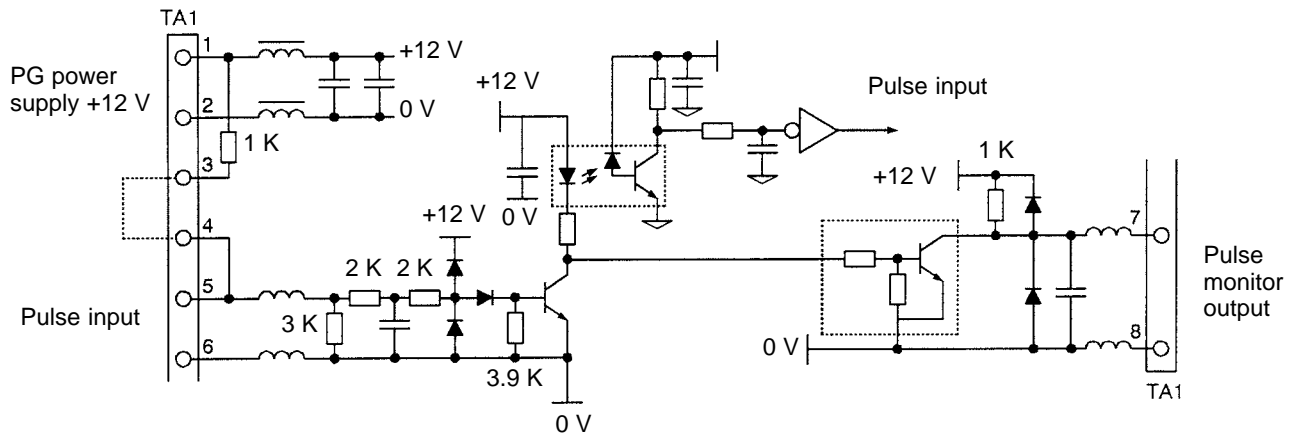 TA1
1
PG power
supply +12 V
+12 V
2
0 V
1 K
3
4
Pulse input
5
6
2 K
2 K
3 K
+12 V
3.9 K
0 V
+12 V
0 V
Pulse input
1 K
+12 V
7
Pulse
monitor
output
0 V
8
TA1